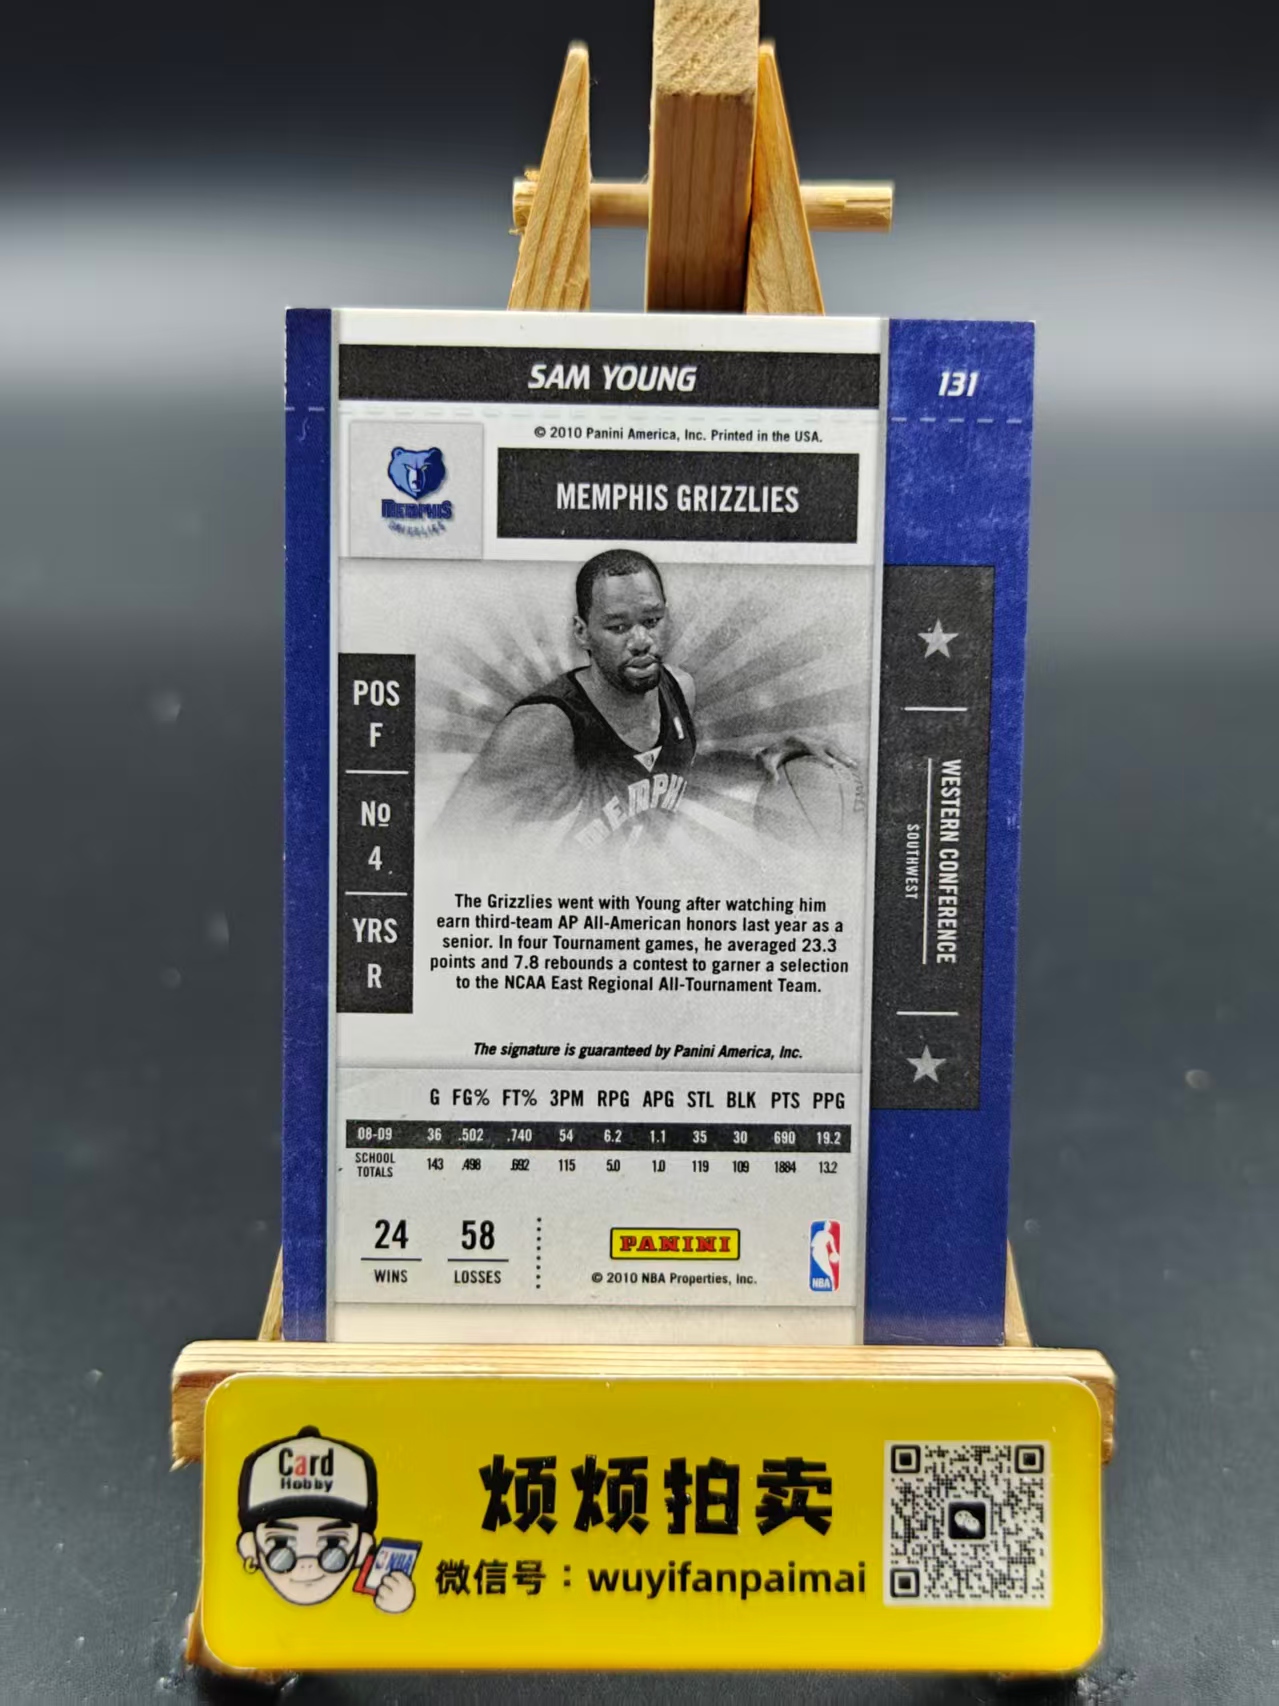 SAM YOUNG
131
© 2010 Panini America, Inc. Printed in the USA.
MEMPHIS GRIZZLIES
MEMPHIS
GRIZZLIES
POS
F
No
4
YRS
R
MEMPHI
WESTERN CONFERENCE
SOUTHWEST
The Grizzlies went with Young after watching him
earn third-team AP All-American honors last year as a
senior. In four Tournament games, he averaged 23.3
points and 7.8 rebounds a contest to garner a selection
to the NCAA East Regional All-Tournament Team.
The signature is guaranteed by Panini America, Inc.
G FG% FT% 3PM RPG APG STL BLK PTS PPG
08-09 36 .502 .740 54 6.2 1.1 35 30 690 19.2
SCHOOL
TOTALS 143 .498 .692 115 5.0 1.0 119 109 1884 13.2
24 58
WINS LOSSES
PANINI
© 2010 NBA Properties, Inc.
NBA
Card
Hobby
NBA
烦烦拍卖
微信号：wuyifanpaimai